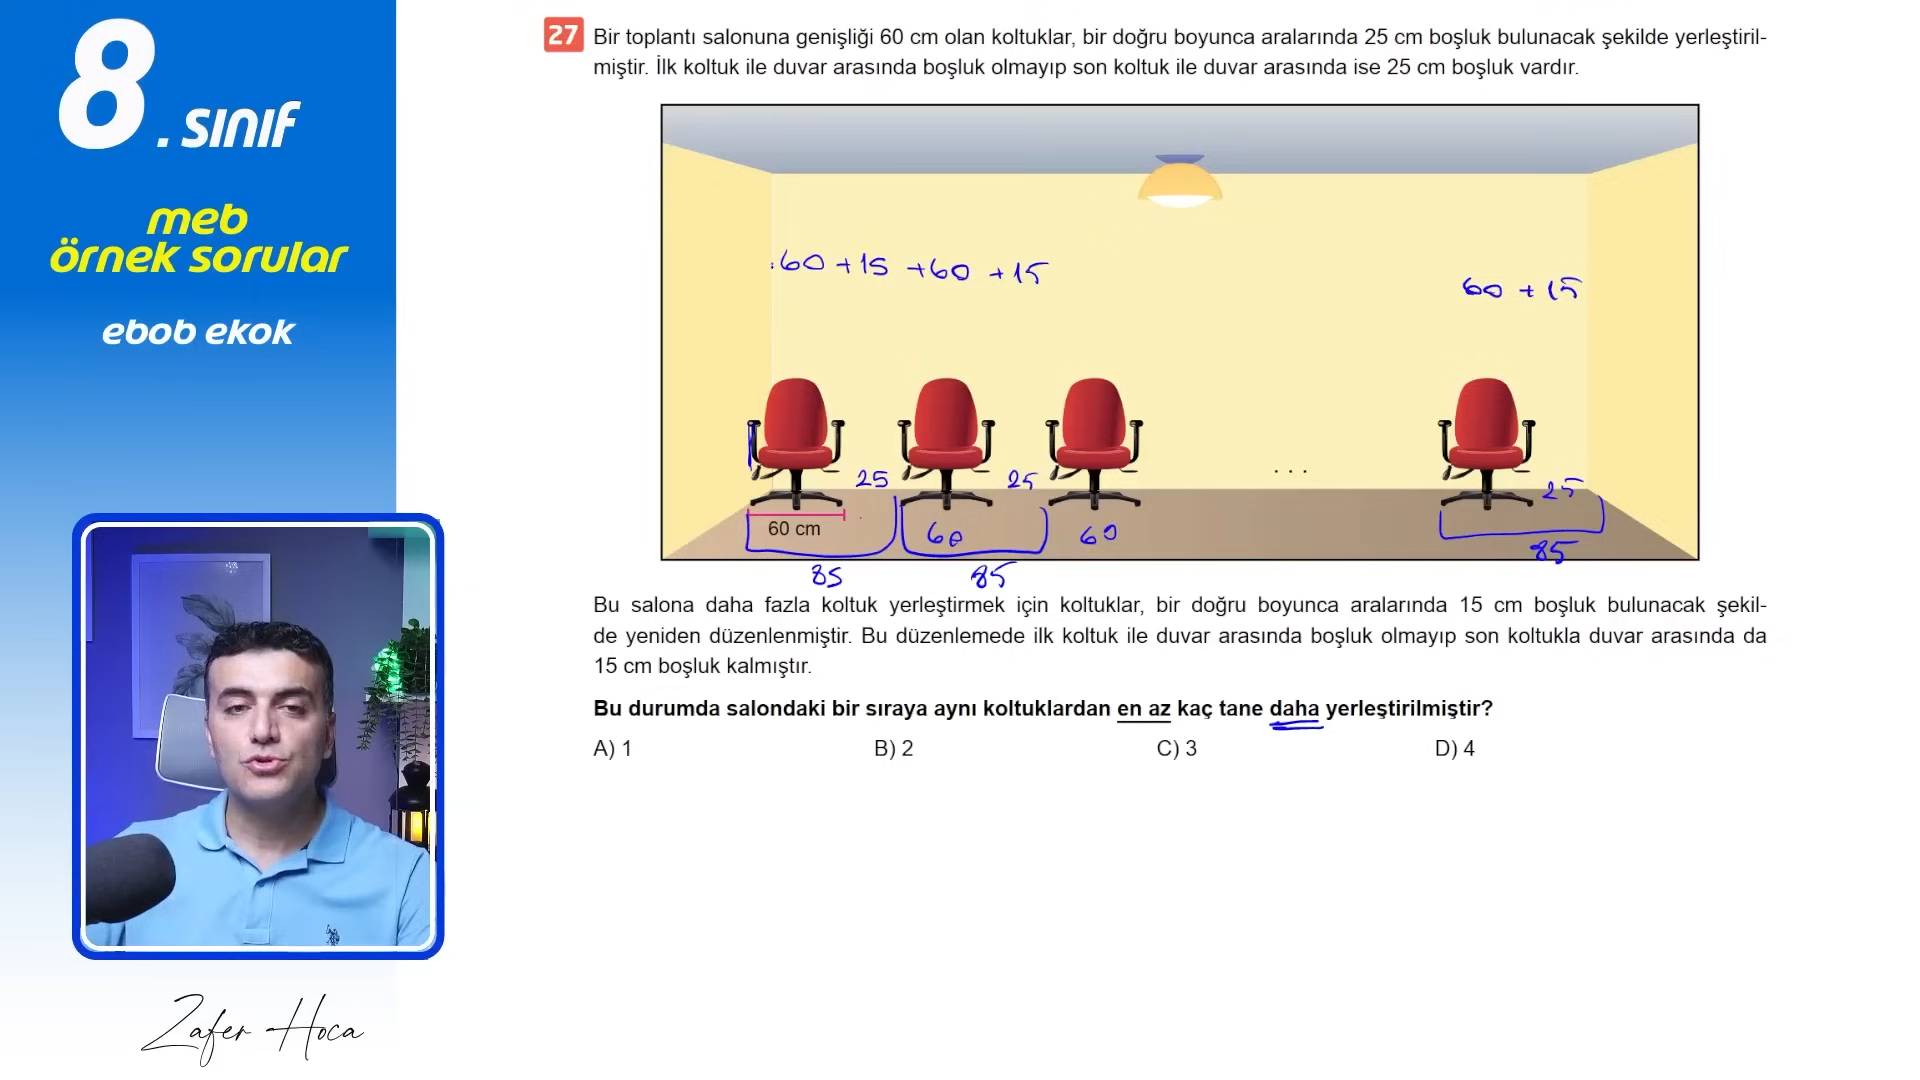 8. sınıf
meb
örnek sorular
ebob ekok
Zafer Hoca
27 Bir toplantı salonuna genişliği 60 cm olan koltuklar, bir doğru boyunca aralarında 25 cm boşluk bulunacak şekilde yerleştiril-
miştir. İlk koltuk ile duvar arasında boşluk olmayıp son koltuk ile duvar arasında ise 25 cm boşluk vardır.
60 + 15 + 60 + 15
60 + 15
. . .
25 25 25
60 cm 60 60
85 85 85
Bu salona daha fazla koltuk yerleştirmek için koltuklar, bir doğru boyunca aralarında 15 cm boşluk bulunacak şekil-
de yeniden düzenlenmiştir. Bu düzenlemede ilk koltuk ile duvar arasında boşluk olmayıp son koltukla duvar arasında da
15 cm boşluk kalmıştır.
Bu durumda salondaki bir sıraya aynı koltuklardan en az kaç tane daha yerleştirilmiştir?
A) 1 B) 2 C) 3 D) 4